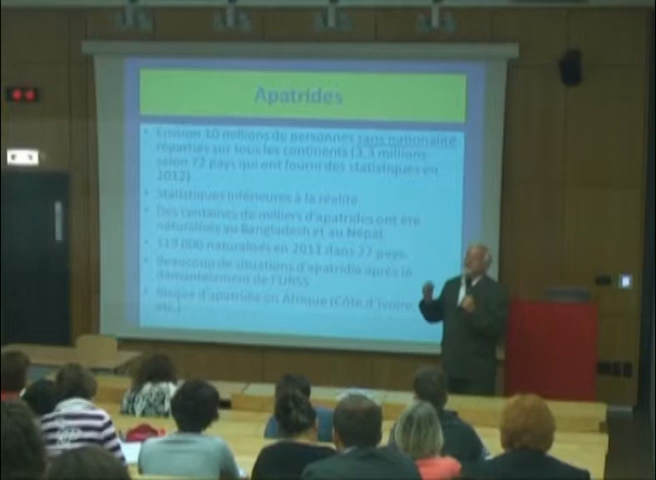 Apatrides
• Environ 10 millions de personnes sans nationalité
réparties sur tous les continents (3,3 millions
selon 72 pays qui ont fourni des statistiques en
2012)
• Statistiques inférieures à la réalité
• Des centaines de milliers d'apatrides ont été
naturalisés au Bangladesh et au Népal
naturalisés en 2011 dans 27 pays.
• Beaucoup de situations d'apatridie après le
démantèlement de l'URSS
• Risque d'apatridie en Afrique (Côte d'Ivoire
etc.)